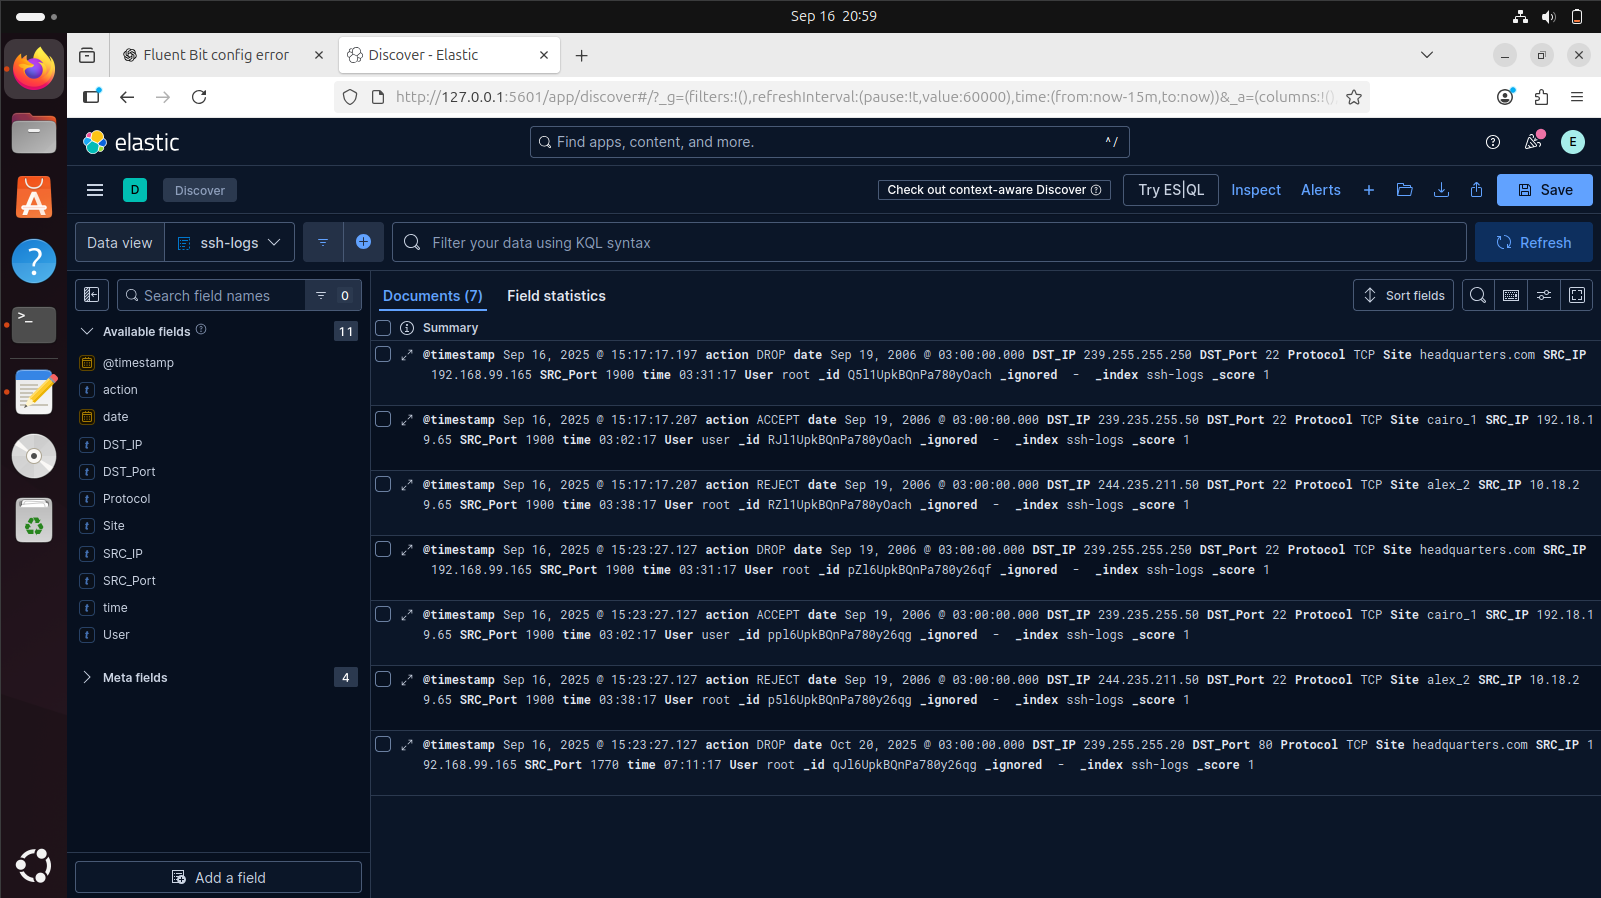 Sep 16 20:59
Fluent Bit config error
Discover - Elastic
http://127.0.0.1:5601/app/discover#/?_g=(filters:!(),refreshInterval:(pause:!t,value:60000),time:(from:now-15m,to:now))&_a=(columns:!(),
elastic
Find apps, content, and more.
^/
E
D
Discover
Check out context-aware Discover
Try ES|QL
Inspect
Alerts
Save
Data view
ssh-logs
Filter your data using KQL syntax
Refresh
Search field names
0
Documents (7)
Field statistics
Sort fields
Available fields
11
Summary
@timestamp
action
date
DST_IP
DST_Port
Protocol
Site
SRC_IP
SRC_Port
time
User
Meta fields
4
Add a field
@timestamp Sep 16, 2025 @ 15:17:17.197 action DROP date Sep 19, 2006 @ 03:00:00.000 DST_IP 239.255.255.250 DST_Port 22 Protocol TCP Site headquarters.com SRC_IP
192.168.99.165 SRC_Port 1900 time 03:31:17 User root _id Q5l1UpkBQnPa780yOach _ignored - _index ssh-logs _score 1
@timestamp Sep 16, 2025 @ 15:17:17.207 action ACCEPT date Sep 19, 2006 @ 03:00:00.000 DST_IP 239.235.255.50 DST_Port 22 Protocol TCP Site cairo_1 SRC_IP 192.18.1
9.65 SRC_Port 1900 time 03:02:17 User user _id RJl1UpkBQnPa780yOach _ignored - _index ssh-logs _score 1
@timestamp Sep 16, 2025 @ 15:17:17.207 action REJECT date Sep 19, 2006 @ 03:00:00.000 DST_IP 244.235.211.50 DST_Port 22 Protocol TCP Site alex_2 SRC_IP 10.18.2
9.65 SRC_Port 1900 time 03:38:17 User root _id RZl1UpkBQnPa780yOach _ignored - _index ssh-logs _score 1
@timestamp Sep 16, 2025 @ 15:23:27.127 action DROP date Sep 19, 2006 @ 03:00:00.000 DST_IP 239.255.255.250 DST_Port 22 Protocol TCP Site headquarters.com SRC_IP
192.168.99.165 SRC_Port 1900 time 03:31:17 User root _id pZl6UpkBQnPa780y26qf _ignored - _index ssh-logs _score 1
@timestamp Sep 16, 2025 @ 15:23:27.127 action ACCEPT date Sep 19, 2006 @ 03:00:00.000 DST_IP 239.235.255.50 DST_Port 22 Protocol TCP Site cairo_1 SRC_IP 192.18.1
9.65 SRC_Port 1900 time 03:02:17 User user _id ppl6UpkBQnPa780y26qg _ignored - _index ssh-logs _score 1
@timestamp Sep 16, 2025 @ 15:23:27.127 action REJECT date Sep 19, 2006 @ 03:00:00.000 DST_IP 244.235.211.50 DST_Port 22 Protocol TCP Site alex_2 SRC_IP 10.18.2
9.65 SRC_Port 1900 time 03:38:17 User root _id p5l6UpkBQnPa780y26qg _ignored - _index ssh-logs _score 1
@timestamp Sep 16, 2025 @ 15:23:27.127 action DROP date Oct 20, 2025 @ 03:00:00.000 DST_IP 239.255.255.20 DST_Port 80 Protocol TCP Site headquarters.com SRC_IP 1
92.168.99.165 SRC_Port 1770 time 07:11:17 User root _id qJl6UpkBQnPa780y26qg _ignored - _index ssh-logs _score 1